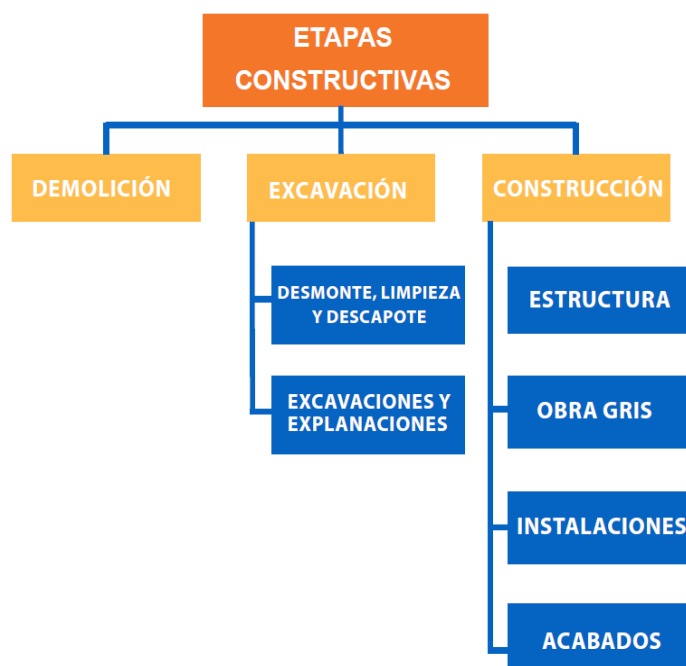 ETAPAS
CONSTRUCTIVAS
DEMOLICIÓN
EXCAVACIÓN
CONSTRUCCIÓN
DESMONTE, LIMPIEZA
Y DESCAPOTE
EXCAVACIONES Y
EXPLANACIONES
ESTRUCTURA
OBRA GRIS
INSTALACIONES
ACABADOS